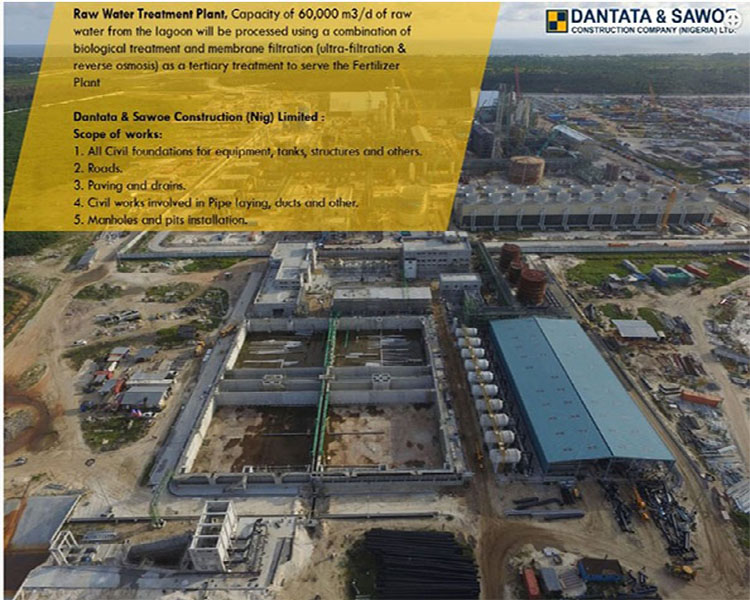 Raw Water Treatment Plant, Capacity of 60,000 m3/d of raw
water from the lagoon will be processed using a combination of
biological treatment and membrane filtration (ultra-filtration &
reverse osmosis) as a tertiary treatment to serve the Fertilizer
Plant
Dantata & Sawoe Construction (Nig) Limited :
Scope of works:
1. All Civil foundations for equipment, tanks, structures and others.
2. Roads.
3. Paving and drains.
4. Civil works involved in Pipe laying, ducts and other.
5. Manholes and pits installation.
DANTATA & SAWOE
CONSTRUCTION COMPANY (NIGERIA) LTD.